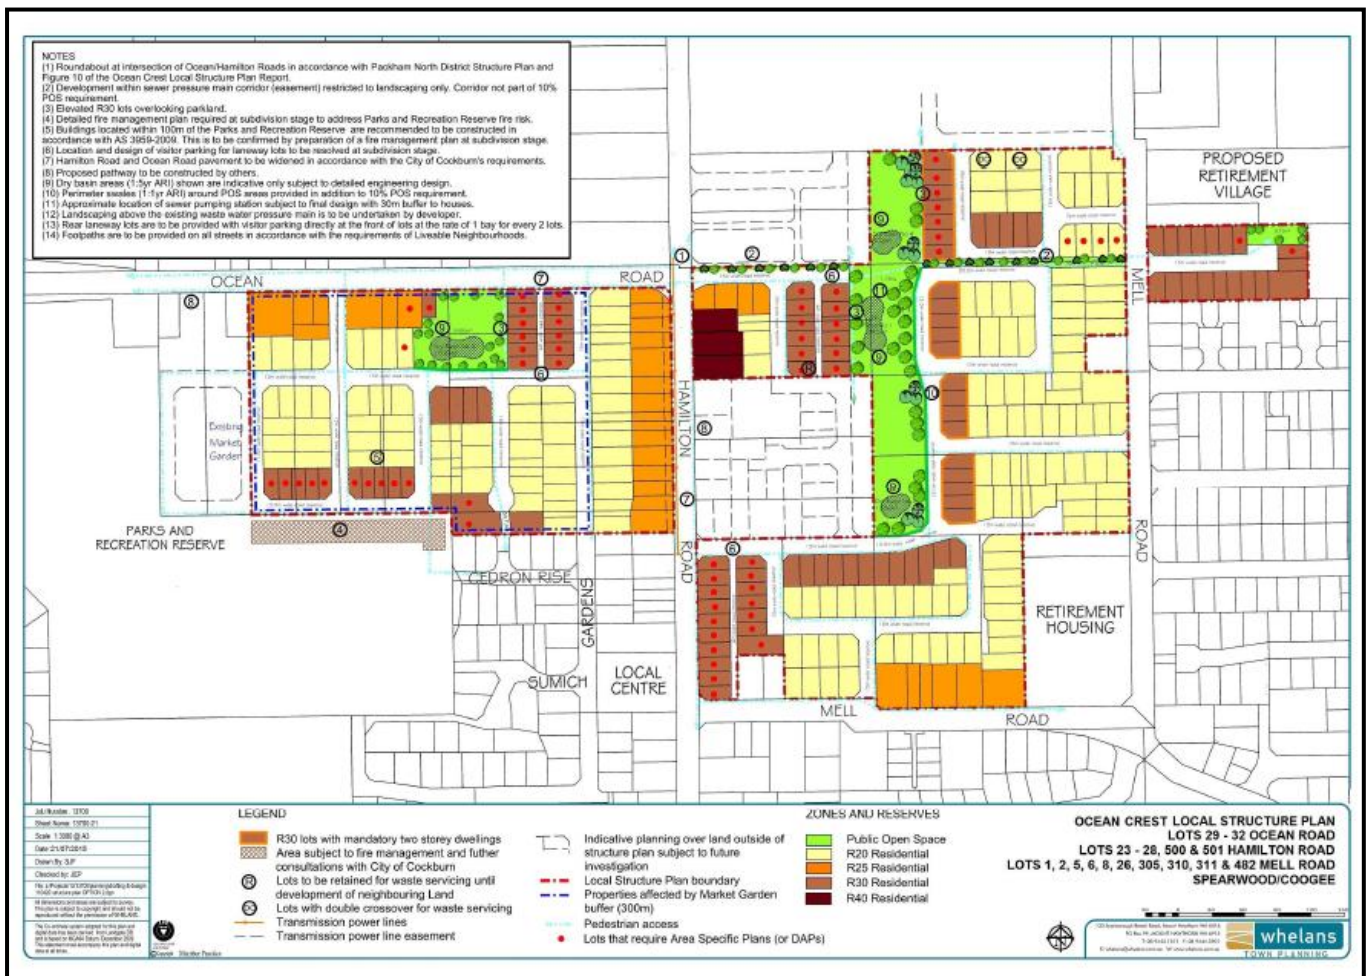 NOTES
(1) Roundabout at intersection of Ocean/Hamilton Roads in accordance with Packham North District Structure Plan and
Figure 10 of the Ocean Crest Local Structure Plan Report.
(2) Development within sewer pressure main corridor (easement) restricted to landscaping only. Corridor not part of 10%
POS requirement.
(3) Elevated R30 lots overlooking parkland.
(4) Detailed fire management plan required at subdivision stage to address Parks and Recreation Reserve fire risk.
(5) Buildings located within 100m of the Parks and Recreation Reserve are recommended to be constructed in
accordance with AS 3959-2009. This is to be confirmed by preparation of a fire management plan at subdivision stage.
(6) Location and design of visitor parking for laneway lots to be resolved at subdivision stage.
(7) Hamilton Road and Ocean Road pavement to be widened in accordance with the City of Cockburn's requirements.
(8) Proposed pathway to be constructed by others.
(9) Dry basin areas (1:5yr ARI) shown are indicative only subject to detailed engineering design.
(10) Perimeter swales (1:1yr ARI) around POS areas provided in addition to 10% POS requirement.
(11) Approximate location of sewer pumping station subject to final design with 30m buffer to houses.
(12) Landscaping above the existing waste water pressure main is to be undertaken by developer.
(13) Rear laneway lots are to be provided with visitor parking directly at the front of lots at the rate of 1 bay for every 2 lots.
(14) Footpaths are to be provided on all streets in accordance with the requirements of Liveable Neighbourhoods.
PROPOSED
RETIREMENT
VILLAGE
OCEAN ROAD
MELL
ROAD
HAMILTON
ROAD
Existing
Market
Garden
PARKS AND
RECREATION RESERVE
CEDRON RISE
GARDENS
SUMICH
LOCAL
CENTRE
RETIREMENT
HOUSING
MELL ROAD
Job Number: 13700
Scale: 1:3000 @ A3
Date: 21/07/2010
Drawn By: SJF
Checked by: JEP
LEGEND
R30 lots with mandatory two storey dwellings
Area subject to fire management and futher
consultations with City of Cockburn
Lots to be retained for waste servicing until
development of neighbouring Land
Lots with double crossover for waste servicing
Transmission power lines
Transmission power line easement
Indicative planning over land outside of
structure plan subject to future
investigation
Local Structure Plan boundary
Properties affected by Market Garden
buffer (300m)
Pedestrian access
Lots that require Area Specific Plans (or DAPs)
ZONES AND RESERVES
Public Open Space
R20 Residential
R25 Residential
R30 Residential
R40 Residential
OCEAN CREST LOCAL STRUCTURE PLAN
LOTS 29 - 32 OCEAN ROAD
LOTS 23 - 28, 500 & 501 HAMILTON ROAD
LOTS 1, 2, 5, 6, 8, 26, 305, 310, 311 & 482 MELL ROAD
SPEARWOOD/COOGEE
whelans
TOWN PLANNING